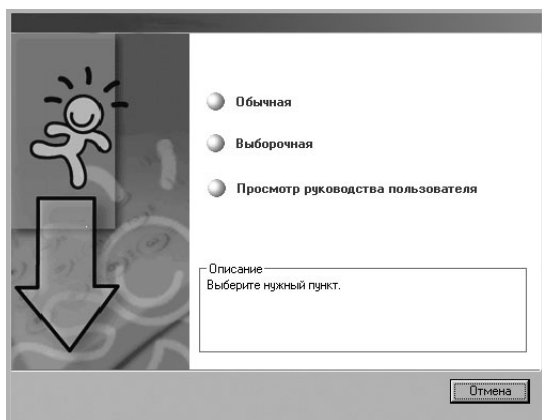 Обычная
Выборочная
Просмотр руководства пользователя
Описание
Выберите нужный пункт.
Отмена